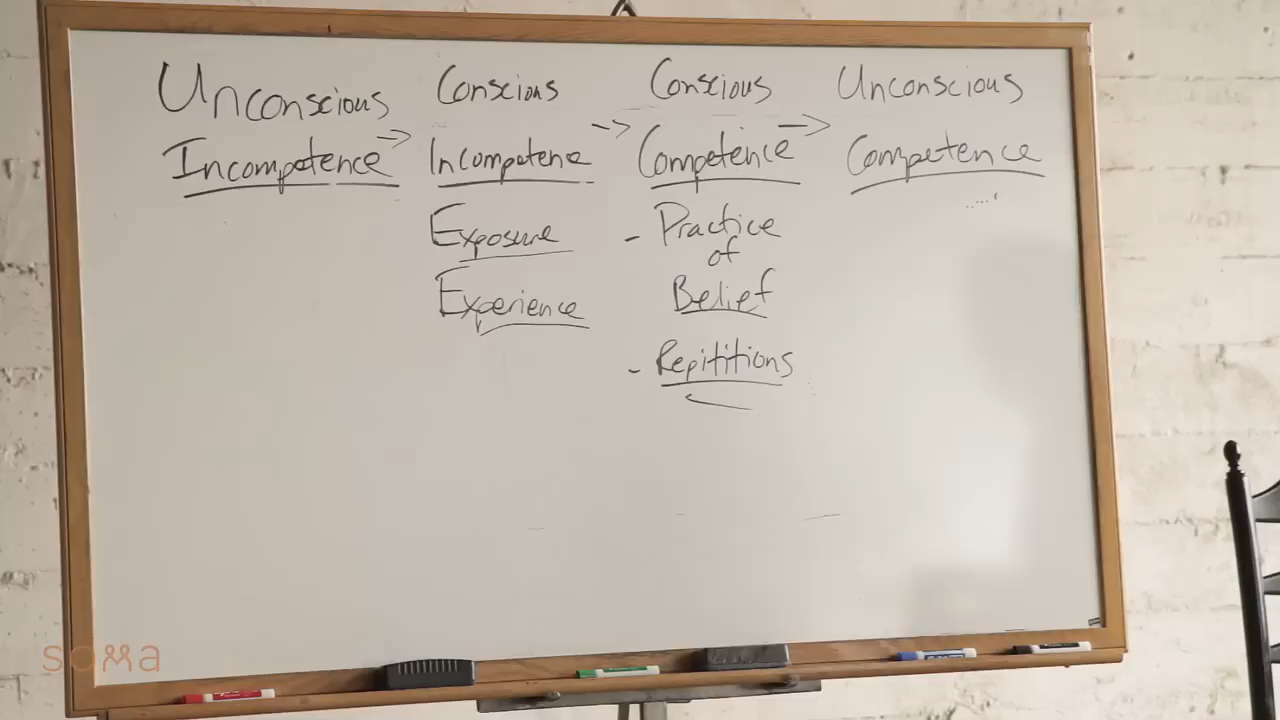 Unconscious
Incompetence ->
Conscious
Incompetence ->
Exposure
Experience
Conscious
Competence ->
- Practice
of
Belief
- Repititions
Unconscious
Competence
soma